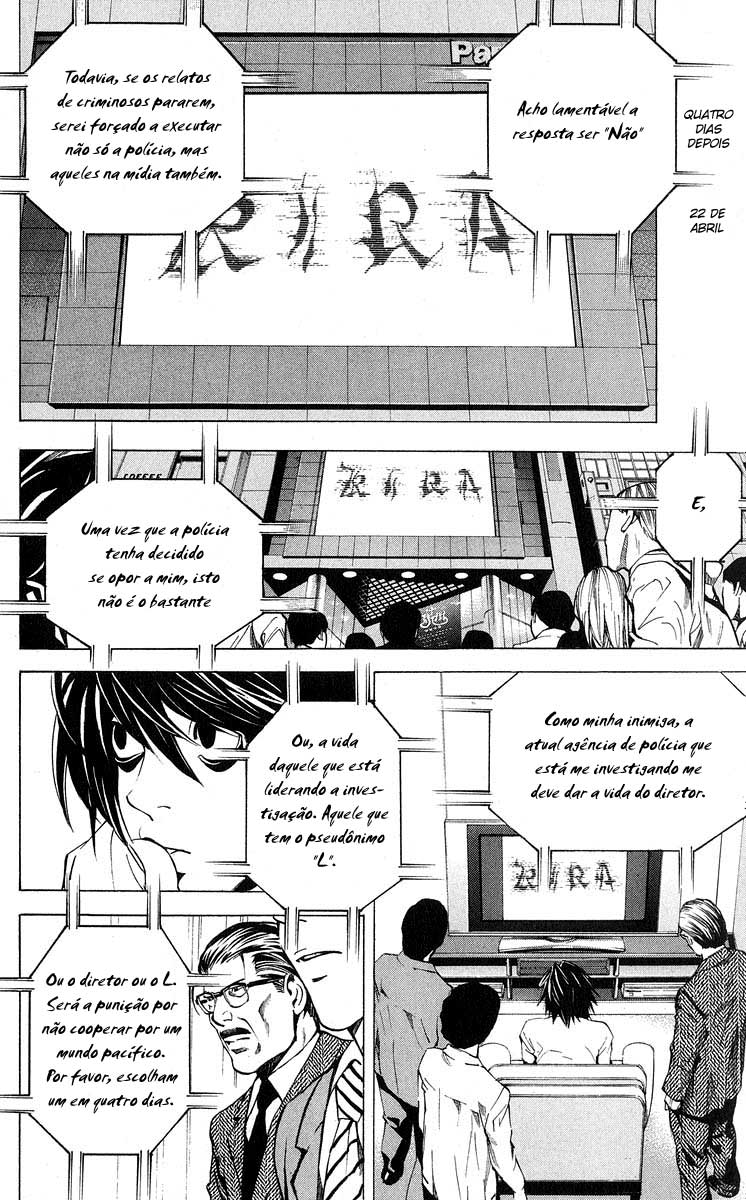 QUATRO
DIAS
DEPOIS
22 DE
ABRIL
Acho lamentável a
resposta ser "Não"
Todavia, se os relatos
de criminosos pararem,
serei forçado a executar
não só a polícia, mas
aqueles na mídia também.
KIRA
E,
KIRA
Uma vez que a polícia
tenha decidido
se opor a mim, isto
não é o bastante
Como minha inimiga, a
atual agência de polícia que
está me investigando me
deve dar a vida do diretor.
KIRA
Ou, a vida
daquele que está
liderando a inves-
tigação. Aquele que
tem o pseudônimo
"L".
Ou o diretor ou o L.
Será a punição por
não cooperar por um
mundo pacífico.
Por favor, escolham
um em quatro dias.